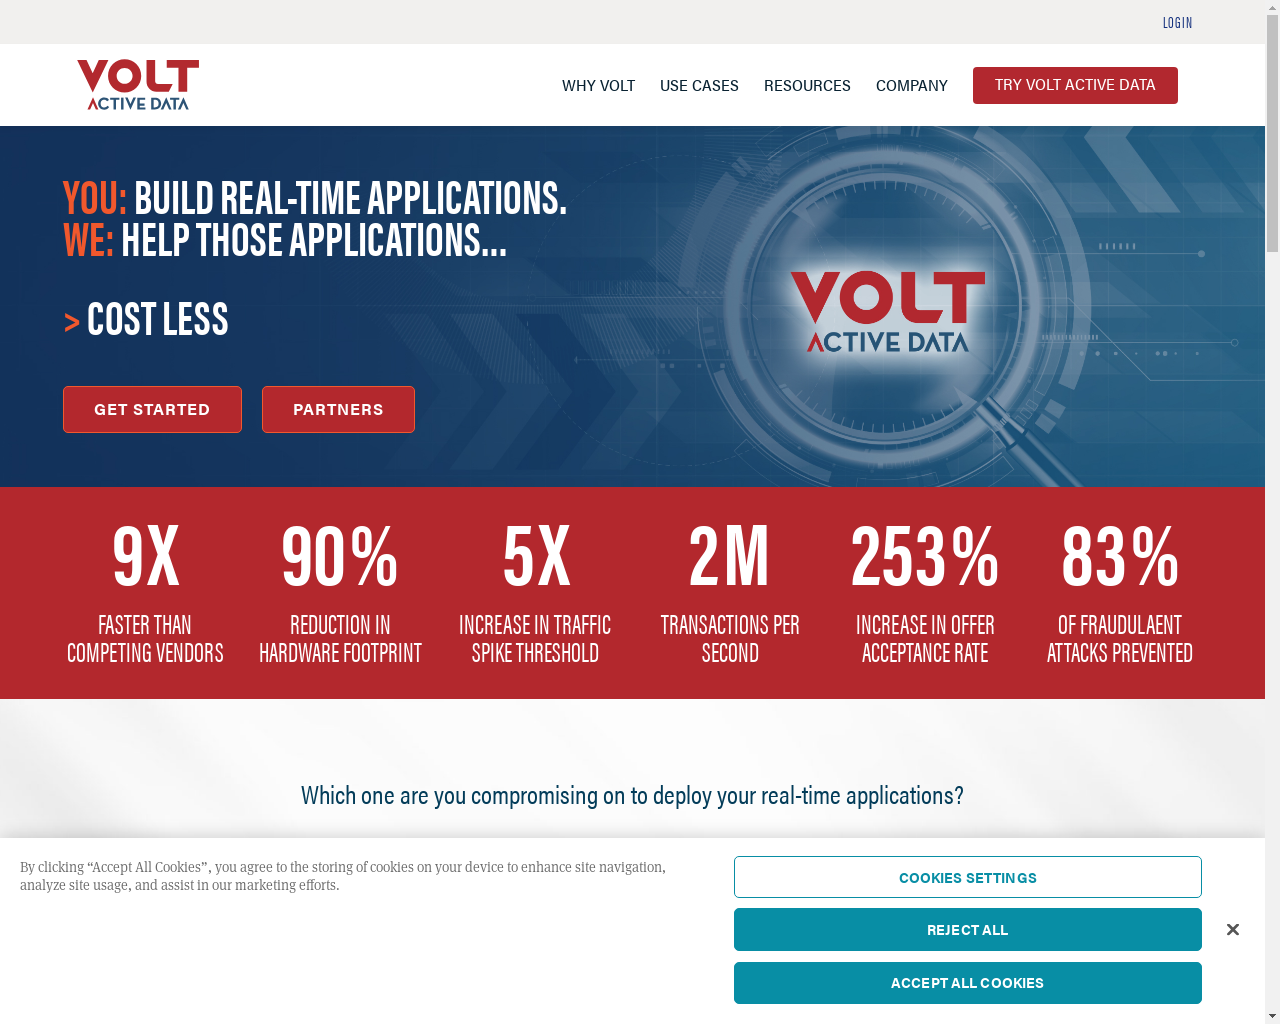 LOGIN
VOLT
ACTIVE DATA
WHY VOLT
USE CASES
RESOURCES
COMPANY
TRY VOLT ACTIVE DATA
YOU: BUILD REAL-TIME APPLICATIONS.
WE: HELP THOSE APPLICATIONS...
> COST LESS
GET STARTED
PARTNERS
VOLT
ACTIVE DATA
9X
FASTER THAN
COMPETING VENDORS
90%
REDUCTION IN
HARDWARE FOOTPRINT
5X
INCREASE IN TRAFFIC
SPIKE THRESHOLD
2M
TRANSACTIONS PER
SECOND
253%
INCREASE IN OFFER
ACCEPTANCE RATE
83%
OF FRAUDULAENT
ATTACKS PREVENTED
Which one are you compromising on to deploy your real-time applications?
By clicking “Accept All Cookies”, you agree to the storing of cookies on your device to enhance site navigation,
analyze site usage, and assist in our marketing efforts.
COOKIES SETTINGS
REJECT ALL
ACCEPT ALL COOKIES